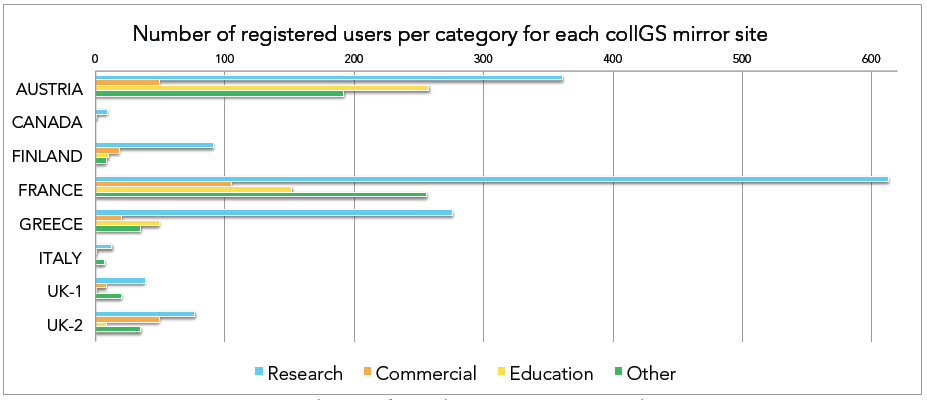 Number of registered users per category for each collGS mirror site
0 100 200 300 400 500 600
AUSTRIA
CANADA
FINLAND
FRANCE
GREECE
ITALY
UK-1
UK-2
Research Commercial Education Other